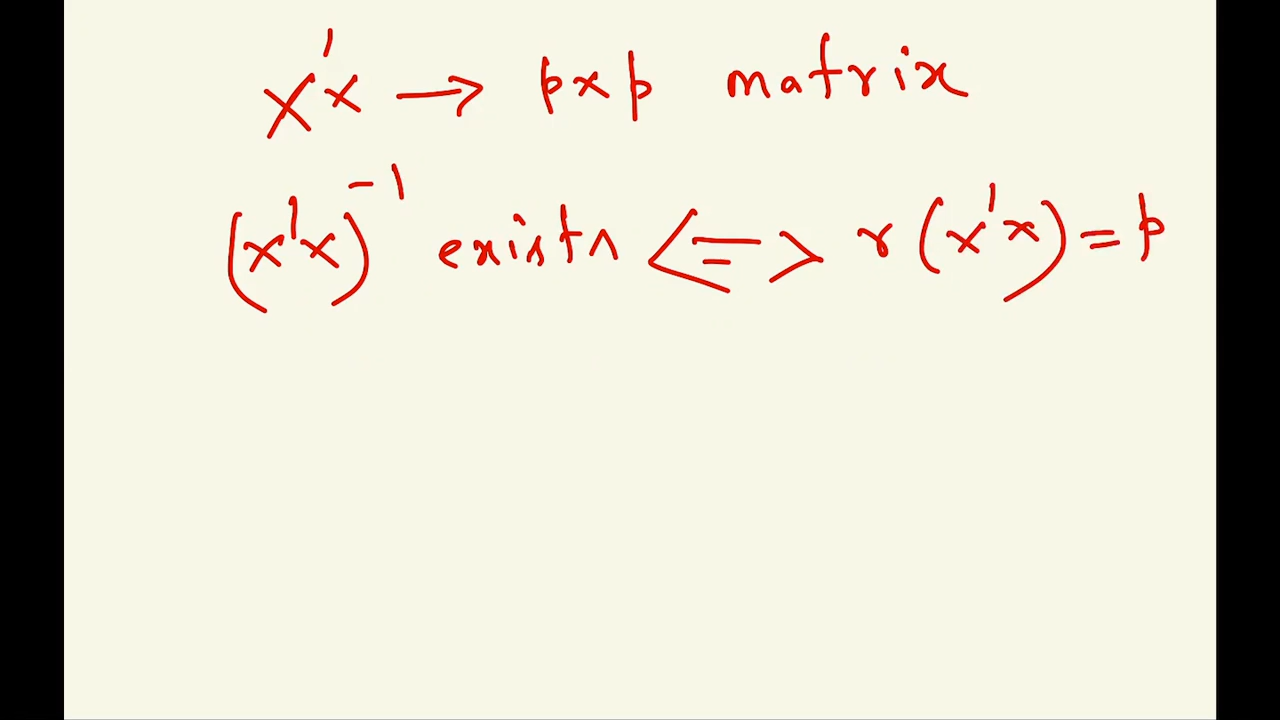 X'X → p×p matrix
(X'X)⁻¹ exists <=> r(X'X) = p